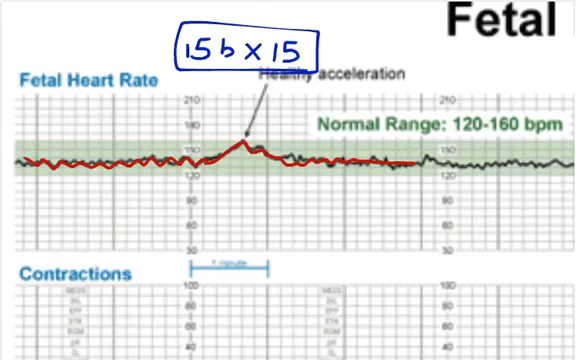 Fetal
15 b x 15
Fetal Heart Rate
Healthy acceleration
210 210
180
Normal Range: 120-160 bpm
150 150
120 120
90 90
60 60
30 30
1 minute
Contractions
100 100
80 80
60 60
40 40